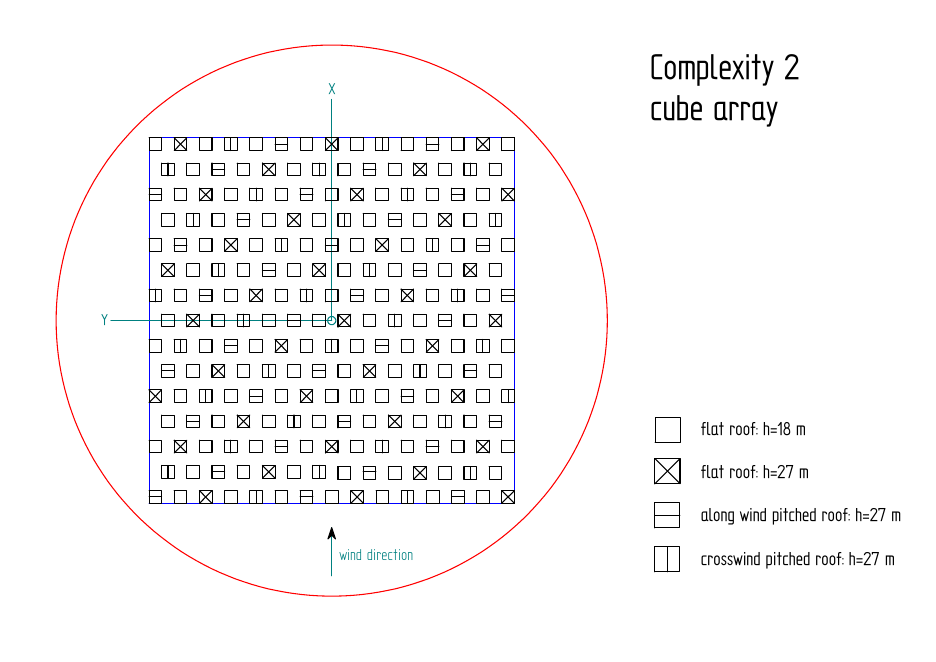 Complexity 2
cube array
X
Y
wind direction
flat roof: h=18 m
flat roof: h=27 m
along wind pitched roof: h=27 m
crosswind pitched roof: h=27 m